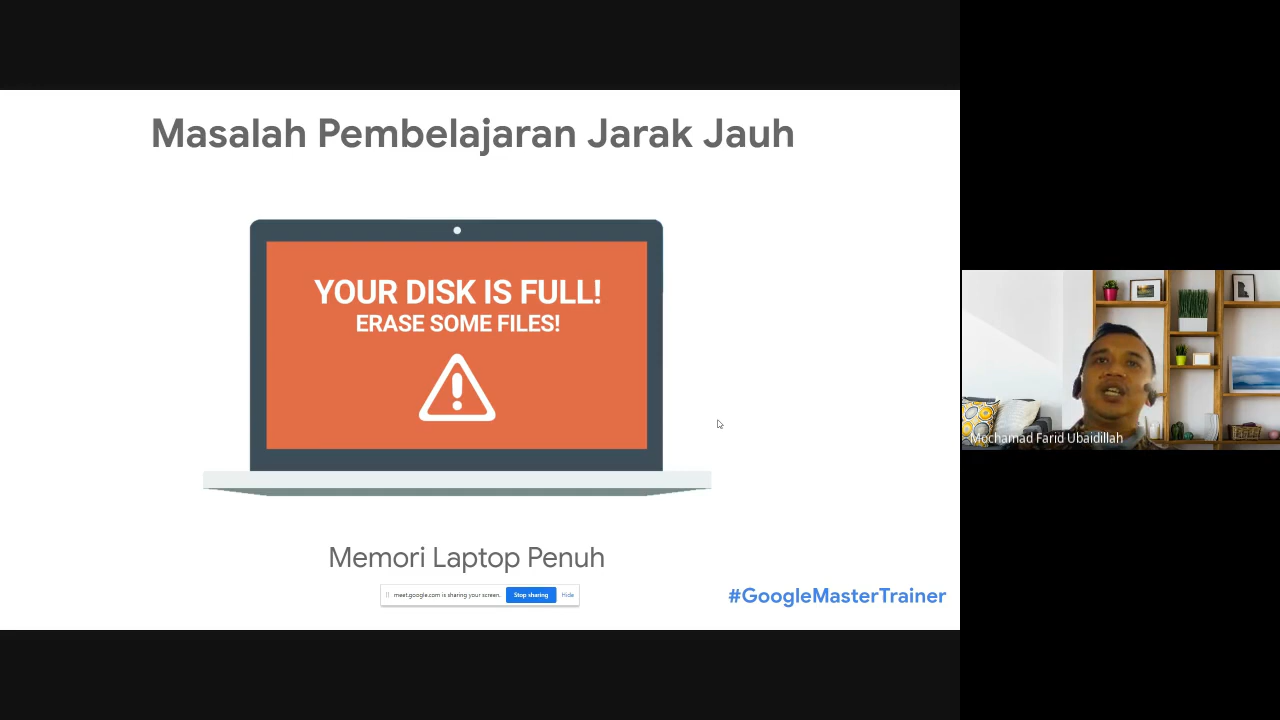 Masalah Pembelajaran Jarak Jauh
YOUR DISK IS FULL!
ERASE SOME FILES!
Memori Laptop Penuh
meet.google.com is sharing your screen.
Stop sharing
Hide
#GoogleMasterTrainer
Mochamad Farid Ubaidillah